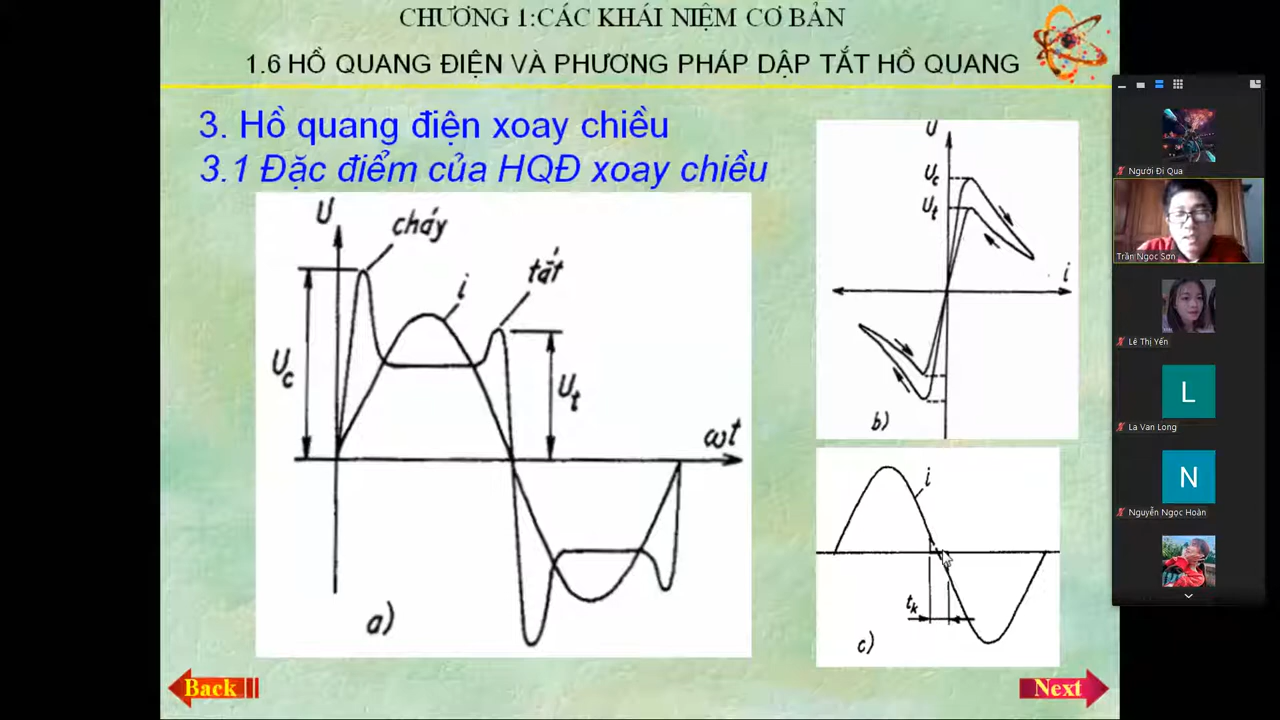 CHƯƠNG 1:CÁC KHÁI NIỆM CƠ BẢN
1.6 HỒ QUANG ĐIỆN VÀ PHƯƠNG PHÁP DẬP TẮT HỒ QUANG
3. Hồ quang điện xoay chiều
3.1 Đặc điểm của HQĐ xoay chiều
U
cháy
i
tắt
Uc
Ut
ωt
a)
U
Uc
Ut
i
b)
i
tk
c)
Back
Next
Người Đi Qua
Trần Ngọc Sơn
Lê Thị Yến
L
La Van Long
N
Nguyễn Ngọc Hoàn